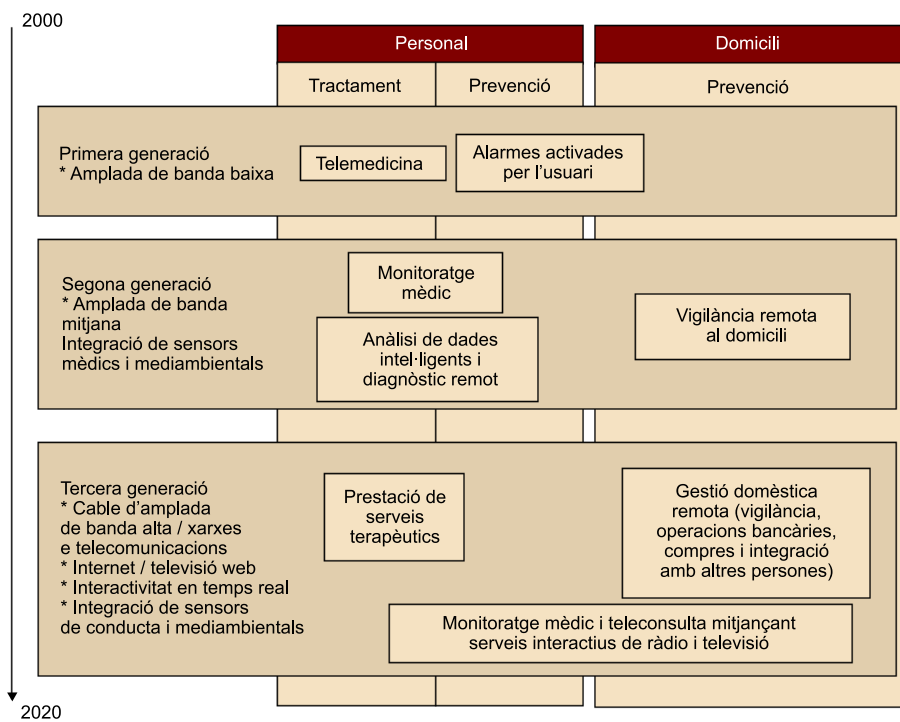 2000
Personal
Domicili
Tractament
Prevenció
Prevenció
Primera generació
* Amplada de banda baixa
Telemedicina
Alarmes activades
per l'usuari
Segona generació
* Amplada de banda
mitjana
Integració de sensors
mèdics i mediambientals
Monitoratge
mèdic
Anàlisi de dades
intel·ligents i
diagnòstic remot
Vigilància remota
al domicili
Tercera generació
* Cable d'amplada
de banda alta / xarxes
e telecomunicacions
* Internet / televisió web
* Interactivitat en temps real
* Integració de sensors
de conducta i mediambientals
Prestació de
serveis
terapèutics
Gestió domèstica
remota (vigilància,
operacions bancàries,
compres i integració
amb altres persones)
Monitoratge mèdic i teleconsulta mitjançant
serveis interactius de ràdio i televisió
2020